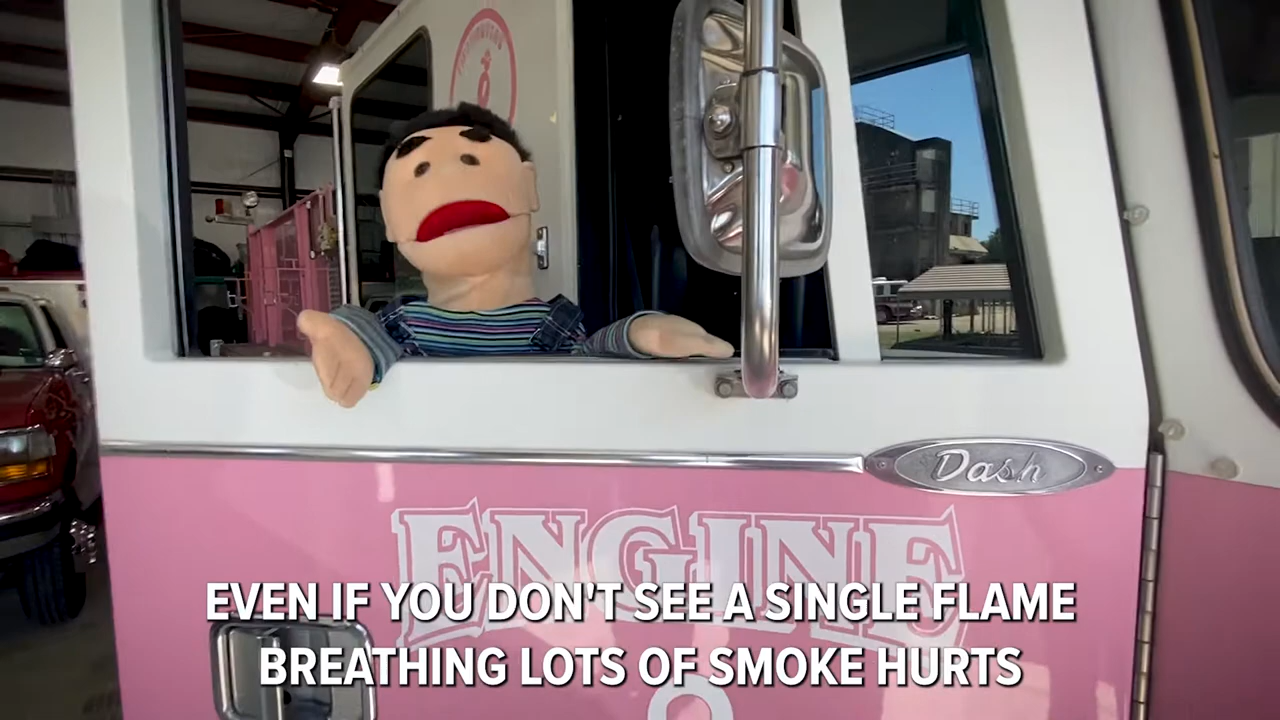 Dash
ENGINE
EVEN IF YOU DON'T SEE A SINGLE FLAME
BREATHING LOTS OF SMOKE HURTS